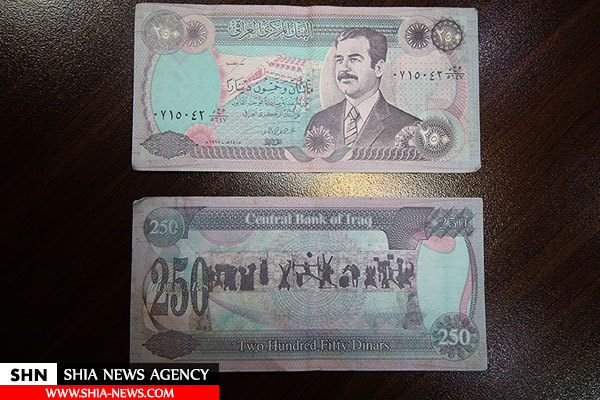 البنك المركزي العراقي
٢٥٠
٢٥٠
٠٧١٥٠٤٢
مائتان وخمسون دينارا
٠٧١٥٠٤٢
٢٥٠
250
Central Bank of Iraq
250
250
Two Hundred Fifty Dinars
250
SHN SHIA NEWS AGENCY
WWW.SHIA-NEWS.COM